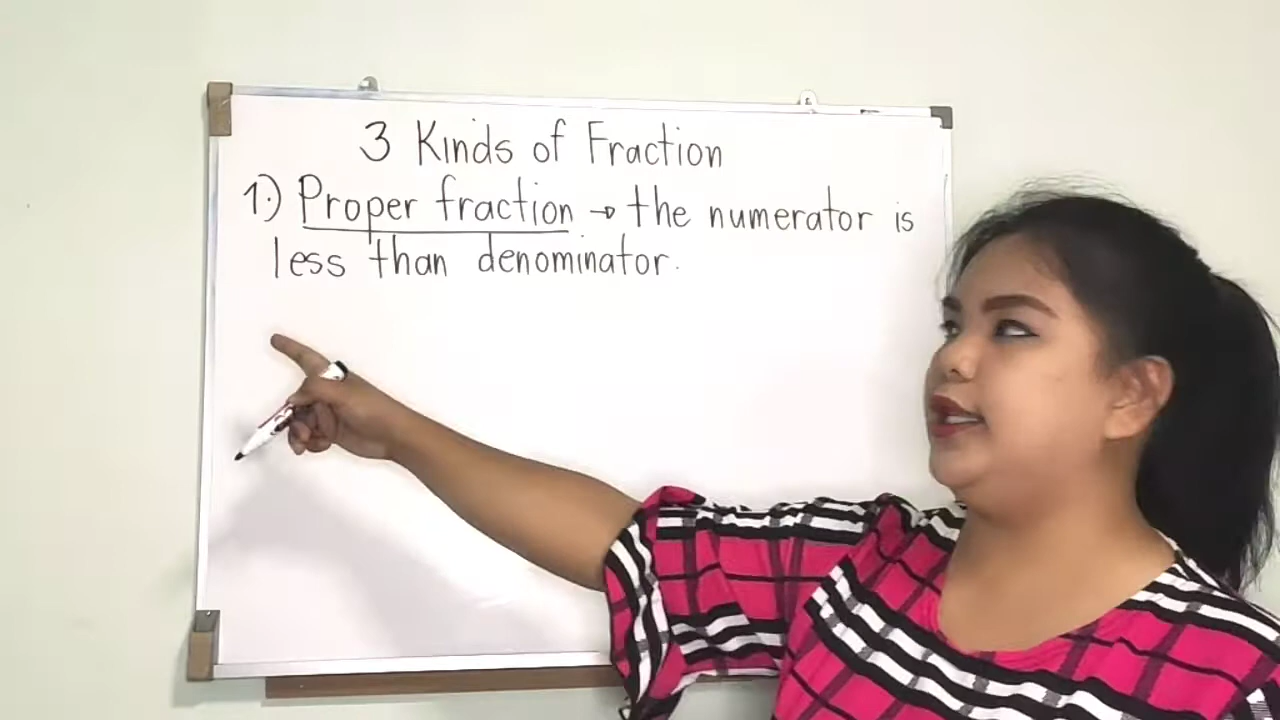 3 Kinds of Fraction
1.) Proper fraction → the numerator is
less than denominator.